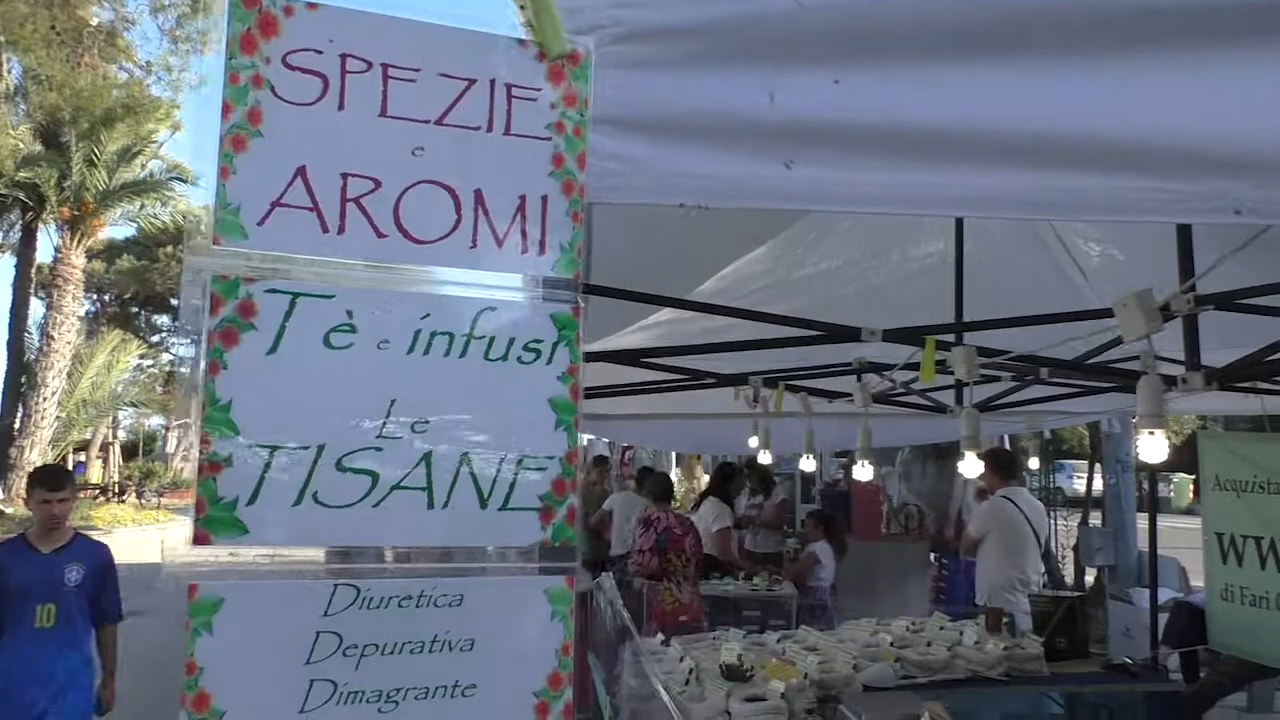 SPEZIE
e
AROMI
Tè e infusi
Le
TISANE
Diuretica
Depurativa
Dimagrante
10
Acquista
WW
di Fari